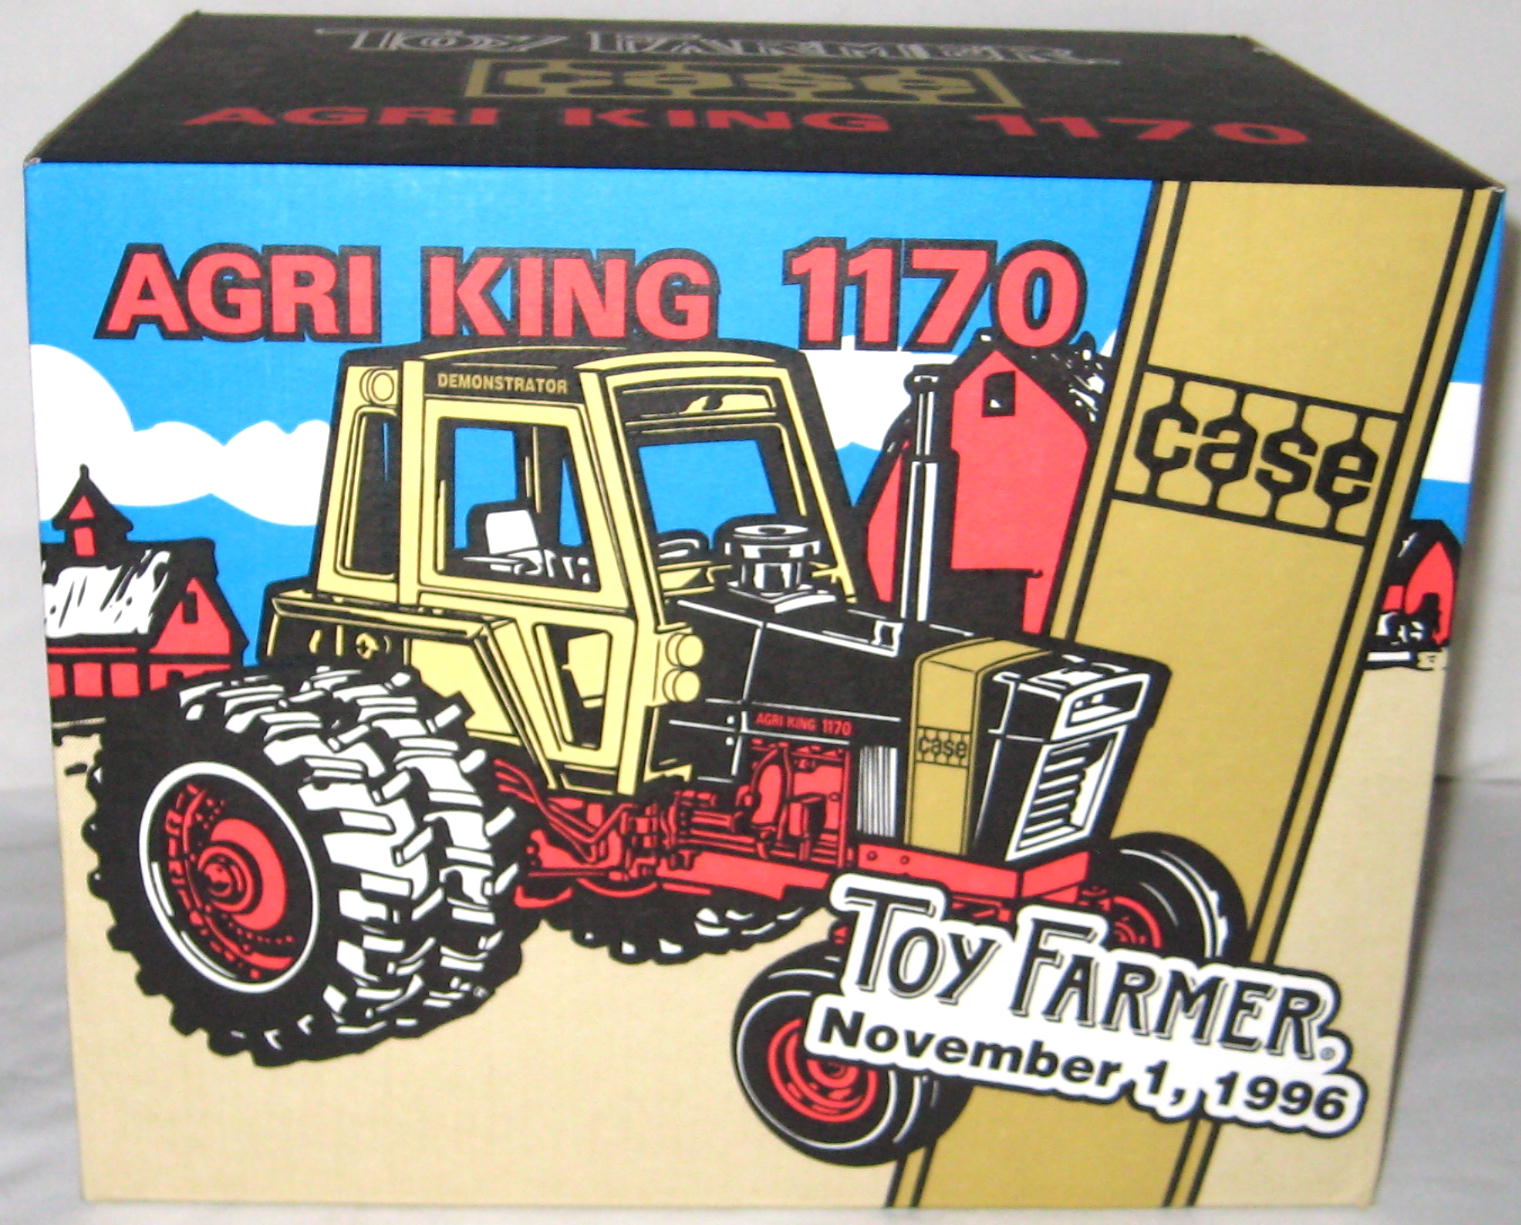 TOY FARMER
case
AGRI KING 1170
AGRI KING 1170
DEMONSTRATOR
case
AGRI KING 1170
case
TOY FARMER®
November 1, 1996